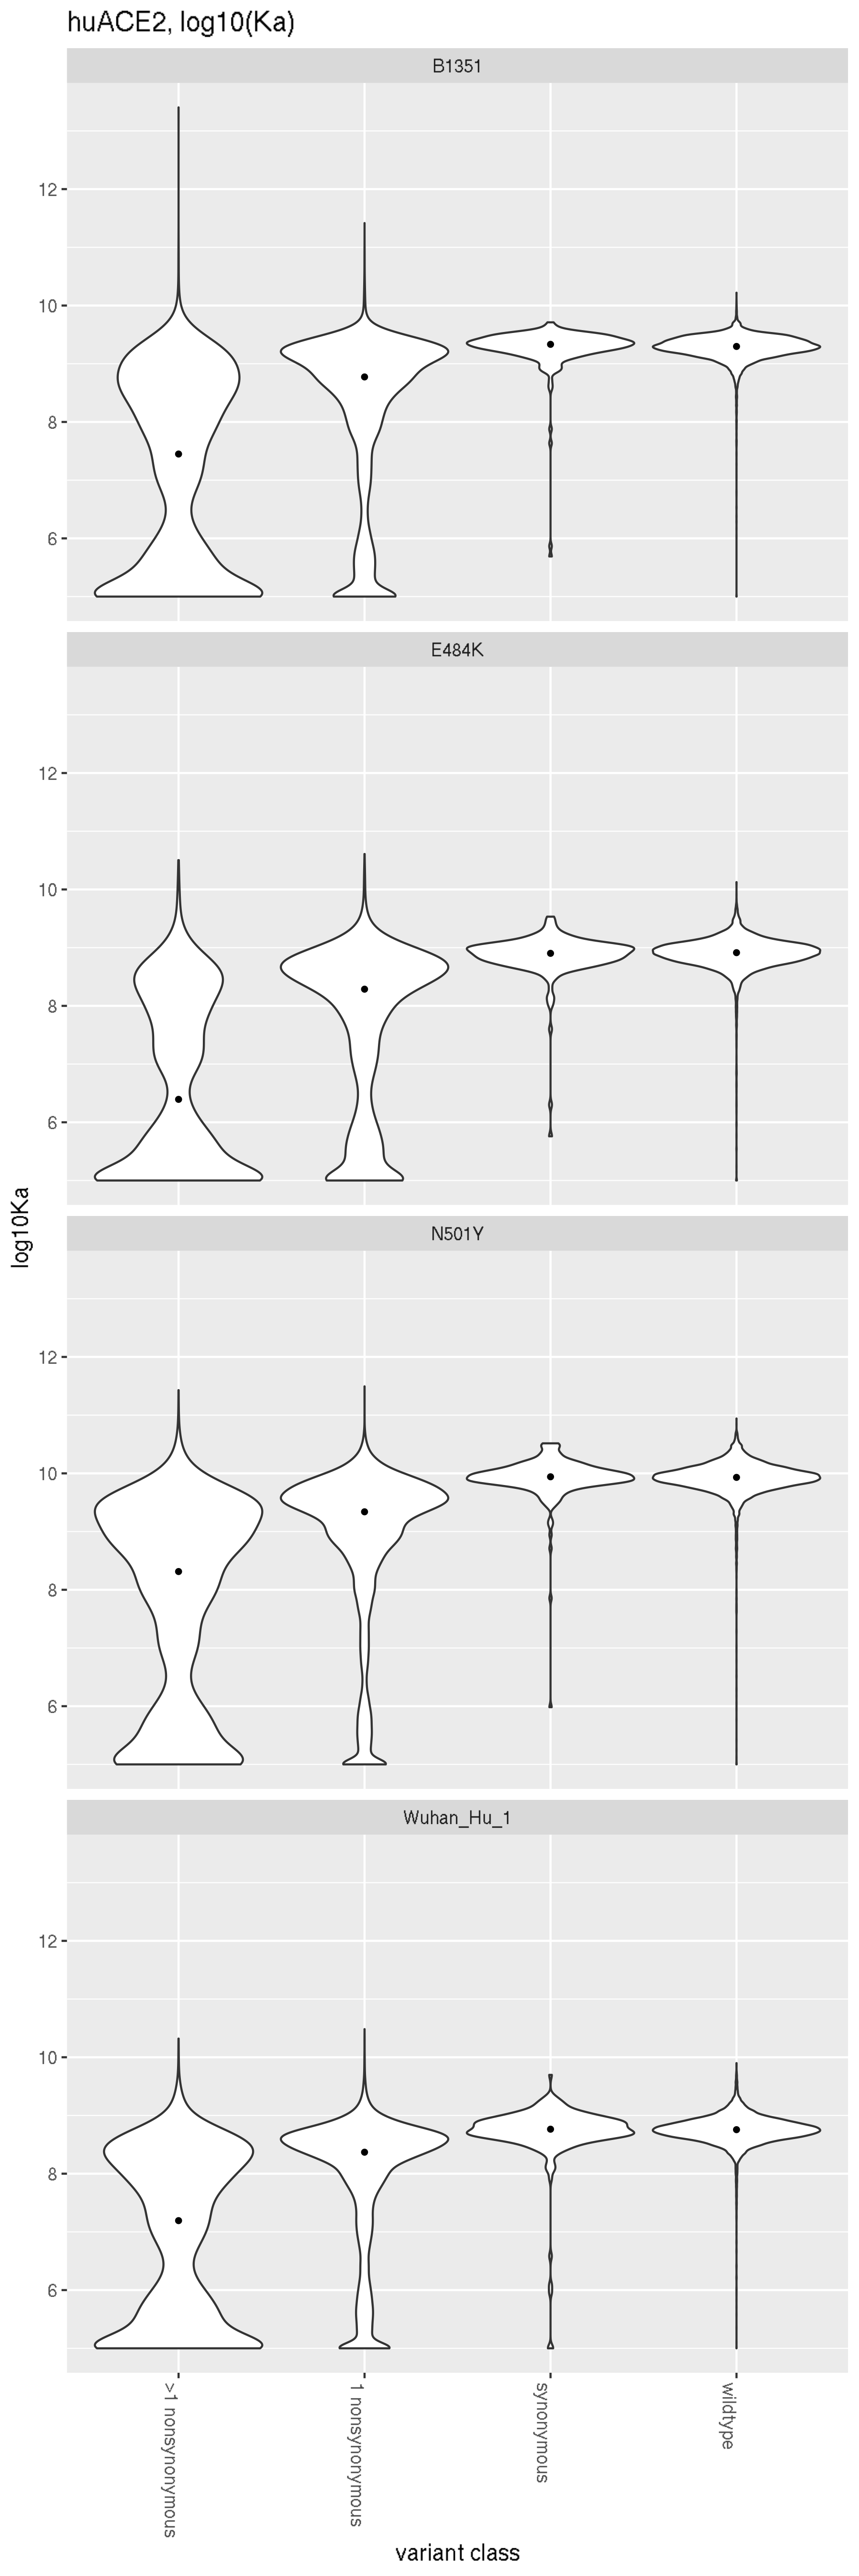 huACE2, log10(Ka)
B1351
12
10
8
6
E484K
12
10
8
6
N501Y
12
10
8
6
Wuhan_Hu_1
12
10
8
6
log10Ka
>1 nonsynonymous
1 nonsynonymous
synonymous
wildtype
variant class